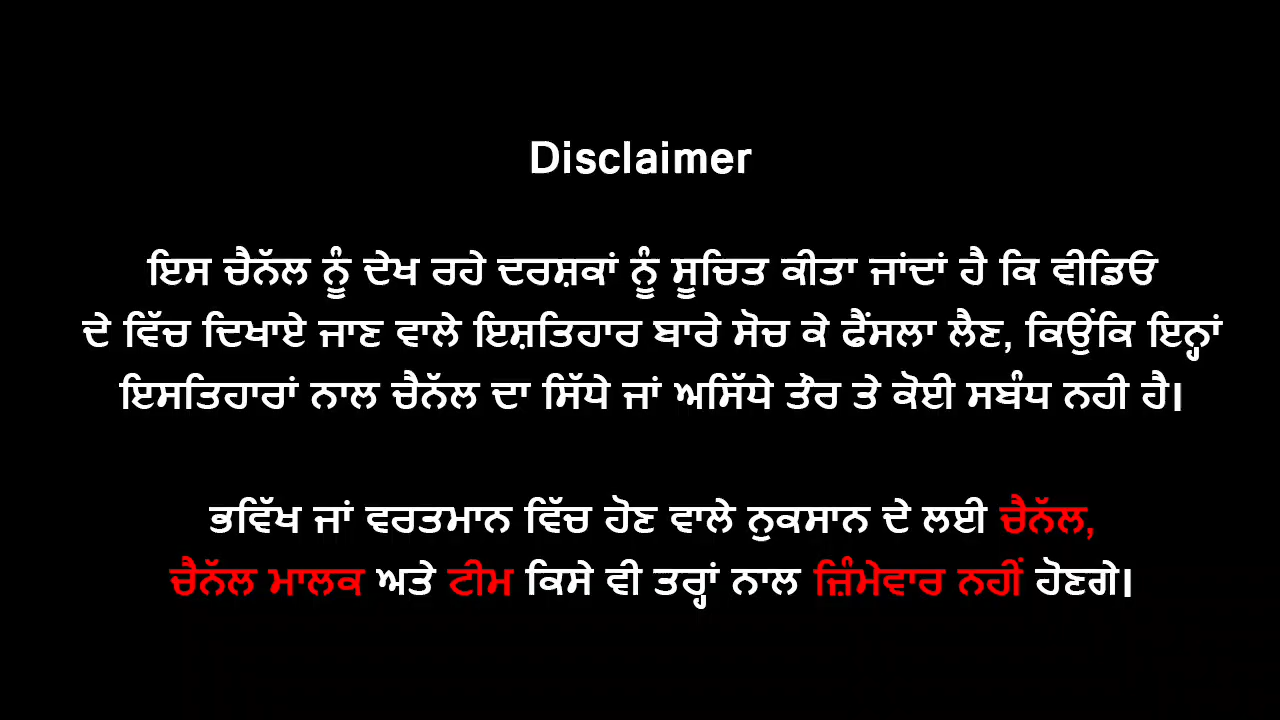 Disclaimer
ਇਸ ਚੈਨੱਲ ਨੂੰ ਦੇਖ ਰਹੇ ਦਰਸ਼ਕਾਂ ਨੂੰ ਸੂਚਿਤ ਕੀਤਾ ਜਾਂਦਾਂ ਹੈ ਕਿ ਵੀਡਿਓ
ਦੇ ਵਿੱਚ ਦਿਖਾਏ ਜਾਣ ਵਾਲੇ ਇਸ਼ਤਿਹਾਰ ਬਾਰੇ ਸੋਚ ਕੇ ਫੈਂਸਲਾ ਲੈਣ, ਕਿਉਂਕਿ ਇਨ੍ਹਾਂ
ਇਸਤਿਹਾਰਾਂ ਨਾਲ ਚੈਨੱਲ ਦਾ ਸਿੱਧੇ ਜਾਂ ਅਸਿੱਧੇ ਤੌਰ ਤੇ ਕੋਈ ਸਬੰਧ ਨਹੀ ਹੈ।
ਭਵਿੱਖ ਜਾਂ ਵਰਤਮਾਨ ਵਿੱਚ ਹੋਣ ਵਾਲੇ ਨੁਕਸਾਨ ਦੇ ਲਈ ਚੈਨੱਲ,
ਚੈਨੱਲ ਮਾਲਕ ਅਤੇ ਟੀਮ ਕਿਸੇ ਵੀ ਤਰ੍ਹਾਂ ਨਾਲ ਜ਼ਿੰਮੇਵਾਰ ਨਹੀਂ ਹੋਣਗੇ।